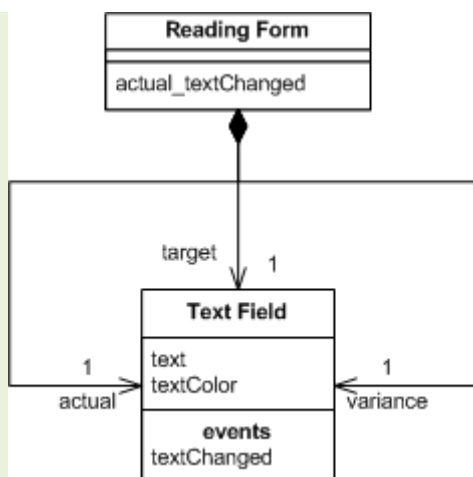 Reading Form
actual_textChanged
target
1
Text Field
1
text
1
actual
textColor
variance
events
textChanged